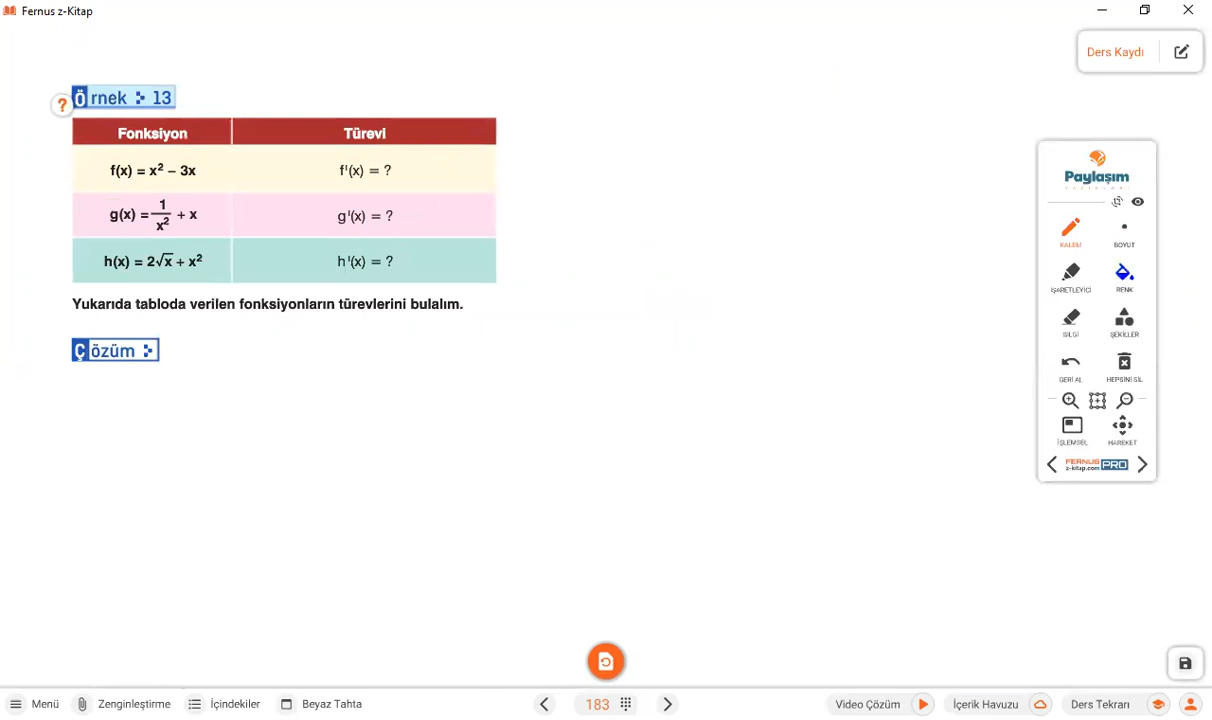 Fernus z-Kitap
Ders Kaydı
Örnek 13
?
Fonksiyon Türevi
f(x) = x² – 3x f'(x) = ?
g(x) = 1/x² + x g'(x) = ?
h(x) = 2√x + x² h'(x) = ?
Yukarıda tabloda verilen fonksiyonların türevlerini bulalım.
Çözüm
Paylaşım
YAYINLARI
KALEM BOYUT
İŞARETLEYİCİ RENK
SİLGİ ŞEKİLLER
GERİ AL HEPSİNİ SİL
İŞLEMSEL HAREKET
FERNUS
z-kitap.com PRO
Menü Zenginleştirme İçindekiler Beyaz Tahta 183 Video Çözüm İçerik Havuzu Ders Tekrarı